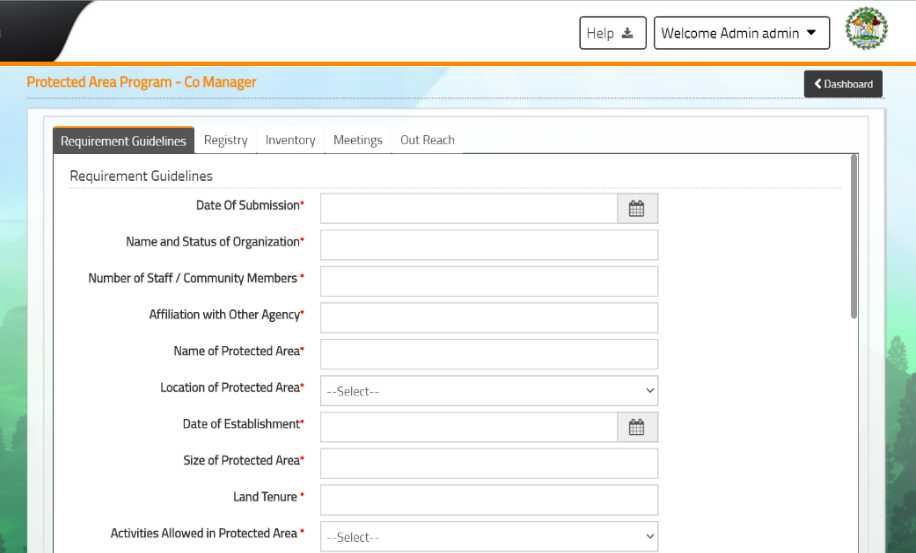 Help
Welcome Admin admin
Protected Area Program - Co Manager
Dashboard
Requirement Guidelines Registry Inventory Meetings Out Reach
Requirement Guidelines
Date Of Submission*
Name and Status of Organization*
Number of Staff / Community Members *
Affiliation with Other Agency*
Name of Protected Area*
Location of Protected Area* --Select--
Date of Establishment*
Size of Protected Area*
Land Tenure *
Activities Allowed in Protected Area * --Select--